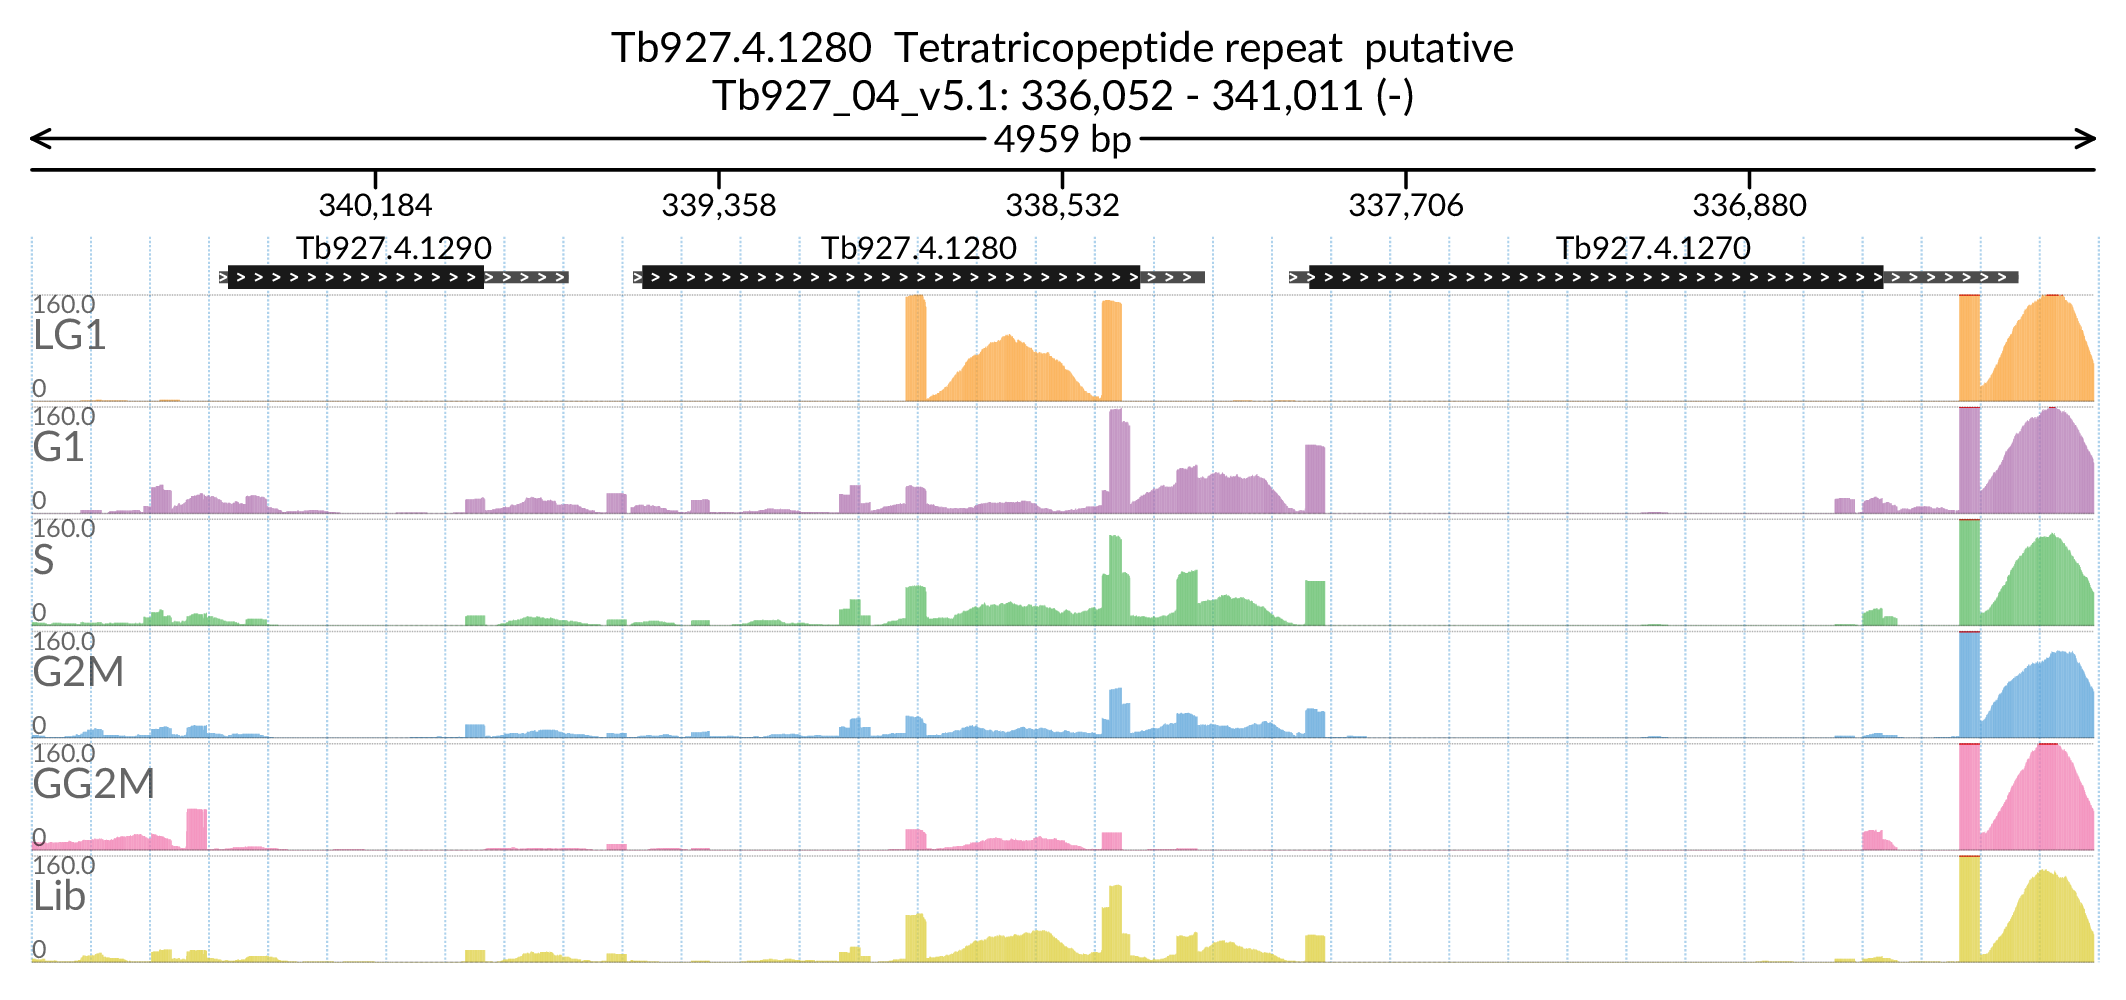 Tb927.4.1280 Tetratricopeptide repeat putative
Tb927_04_v5.1: 336,052 - 341,011 (-)
4959 bp
340,184 339,358 338,532 337,706 336,880
Tb927.4.1290 Tb927.4.1280 Tb927.4.1270
160.0
LG1
0
160.0
G1
0
160.0
S
0
160.0
G2M
0
160.0
GG2M
0
160.0
Lib
0